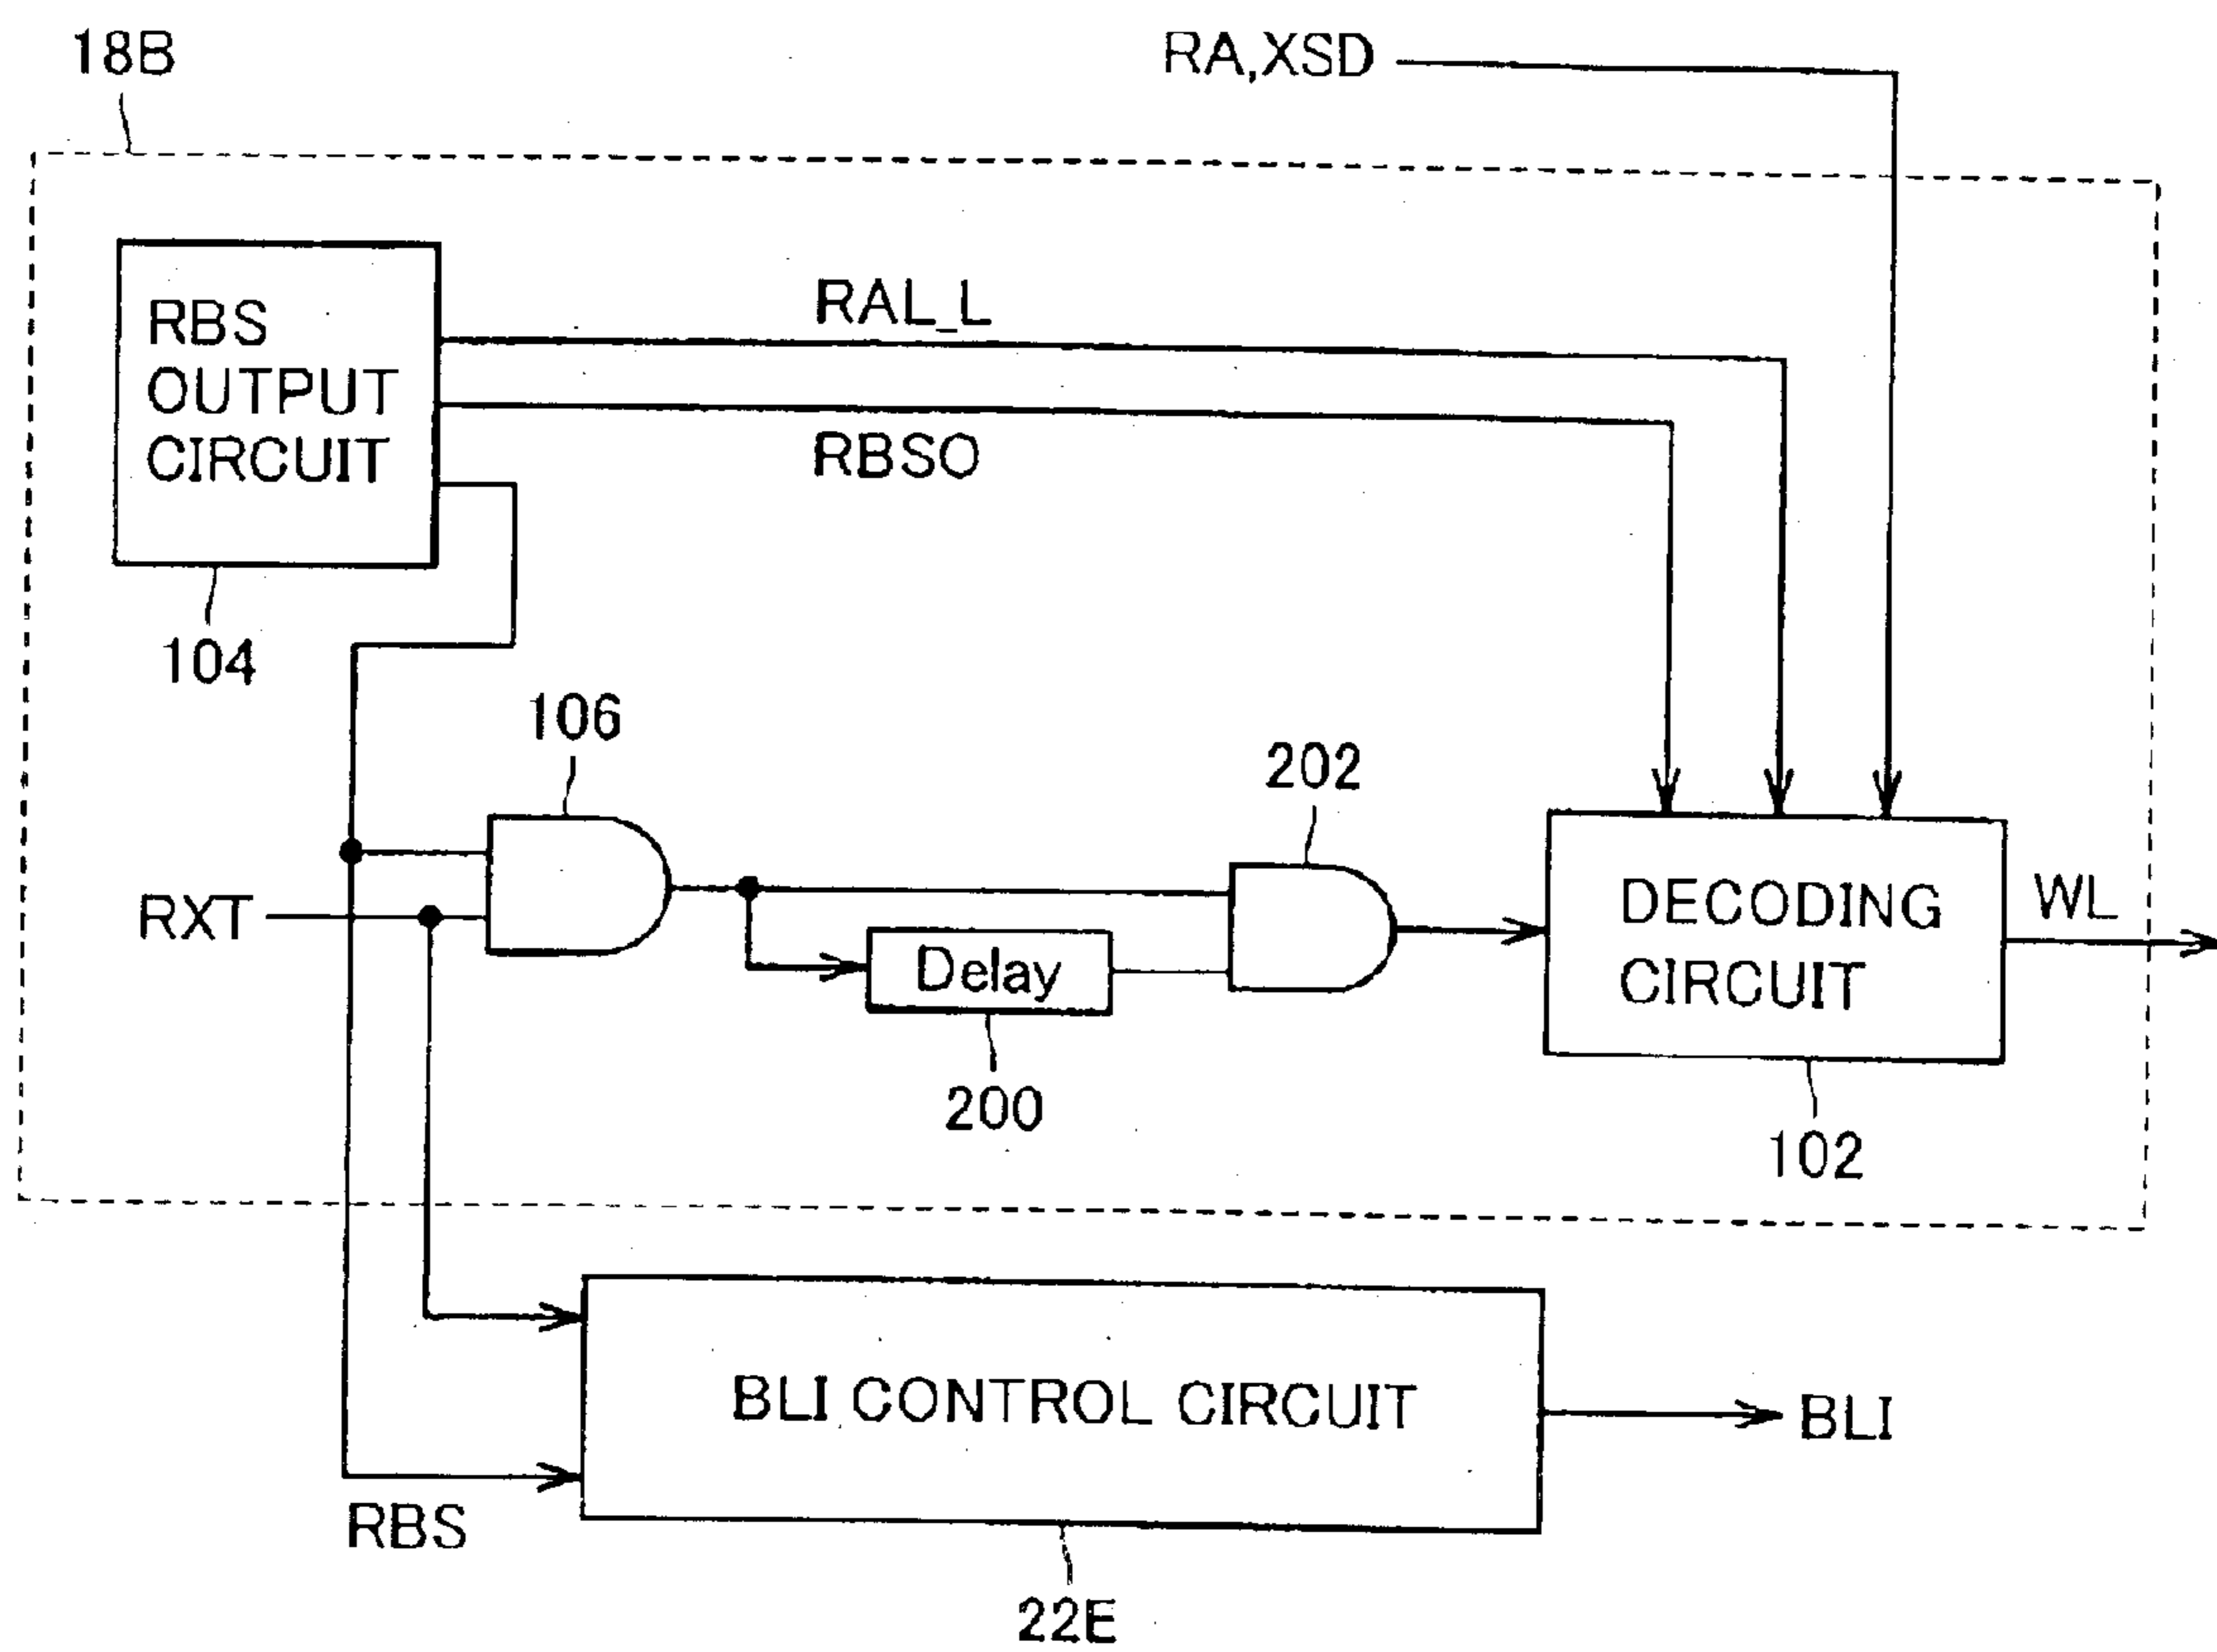 18B
RA,XSD
RBS
OUTPUT
CIRCUIT
RAL_L
RBSO
104
106
202
RXT
Delay
DECODING
CIRCUIT
WL
200
102
BLI CONTROL CIRCUIT
BLI
RBS
22E